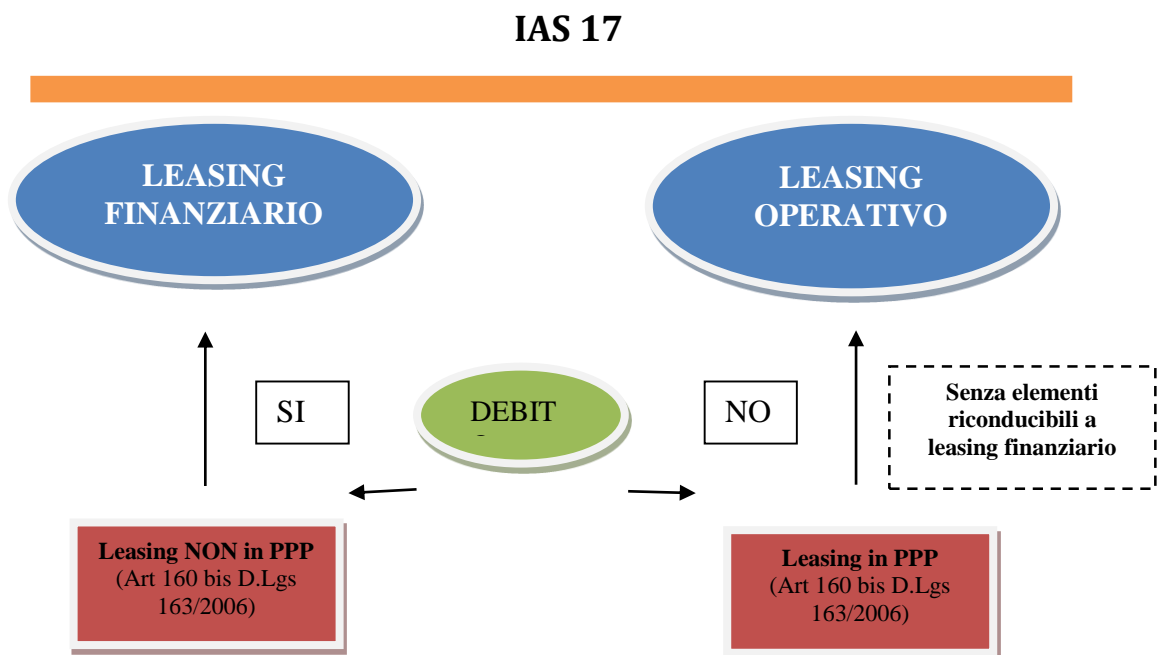 IAS 17
LEASING
FINANZIARIO
LEASING
OPERATIVO
SI
DEBIT
NO
Senza elementi
riconducibili a
leasing finanziario
Leasing NON in PPP
(Art 160 bis D.Lgs
163/2006)
Leasing in PPP
(Art 160 bis D.Lgs
163/2006)